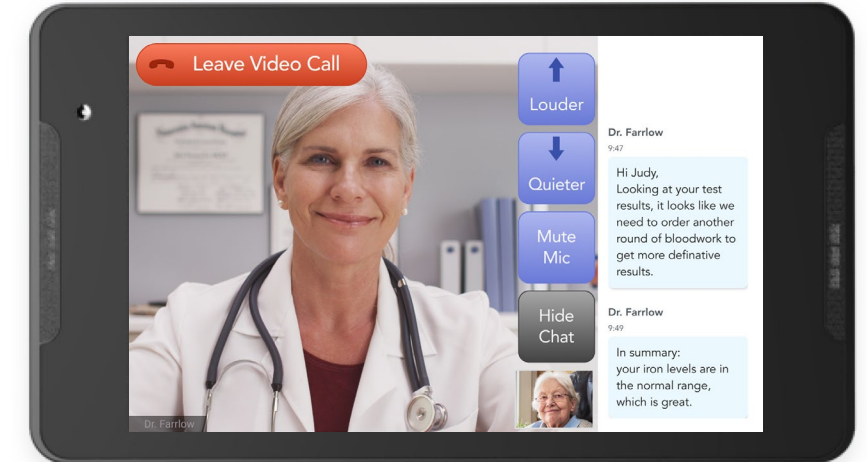 Leave Video Call
Louder
Quieter
Mute
Mic
Hide
Chat
Dr. Farrlow
Dr. Farrlow
9:47
Hi Judy,
Looking at your test
results, it looks like we
need to order another
round of bloodwork to
get more definative
results.
Dr. Farrlow
9:49
In summary:
your iron levels are in
the normal range,
which is great.